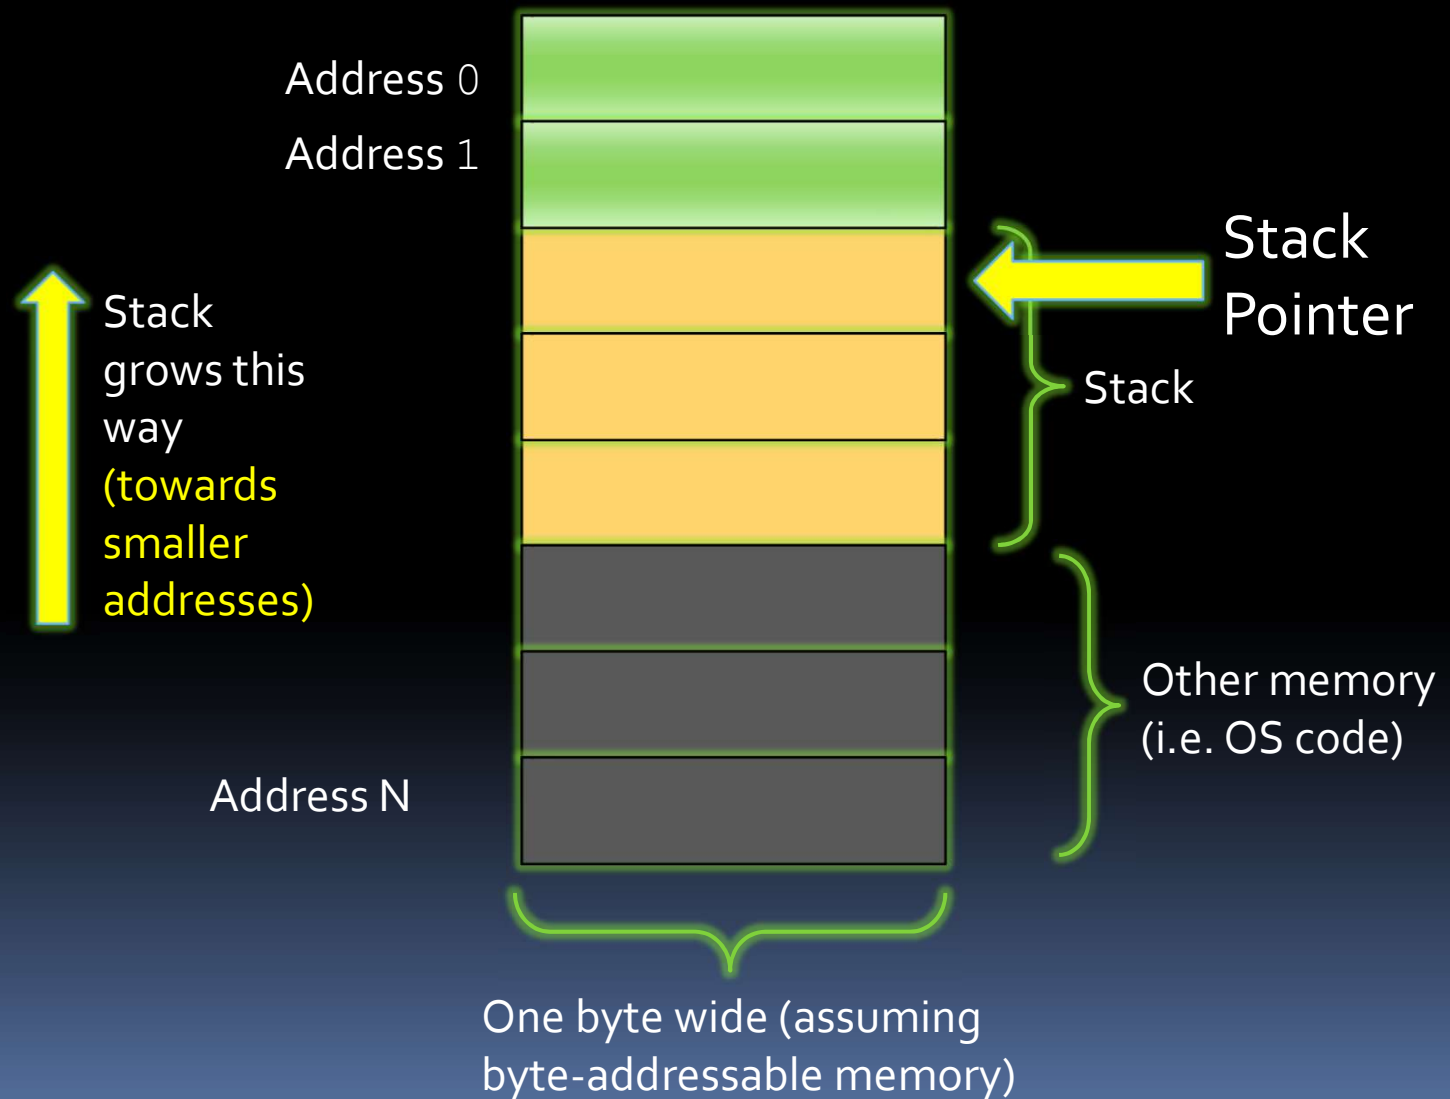 Address 0
Address 1
Stack
Pointer
Stack
grows this
way
(towards
smaller
addresses)
Stack
Other memory
(i.e. OS code)
Address N
One byte wide (assuming
byte-addressable memory)